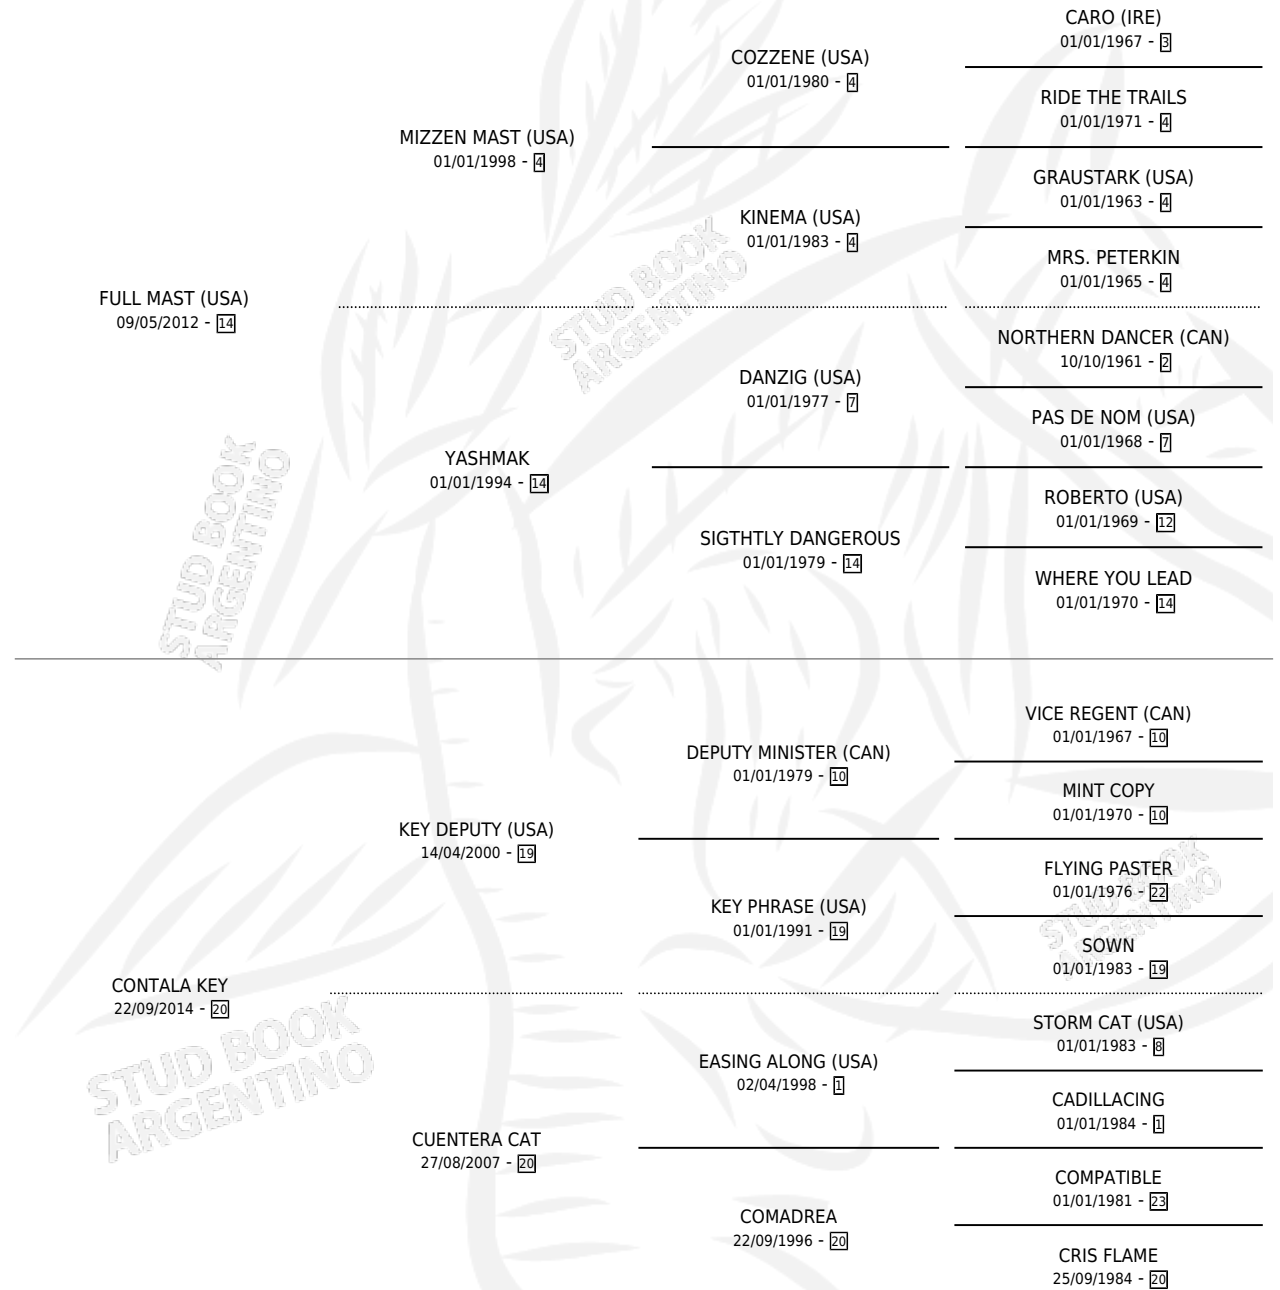 CARO (IRE)
01/01/1967 - 3
COZZENE (USA)
01/01/1980 - 4
RIDE THE TRAILS
01/01/1971 - 4
MIZZEN MAST (USA)
01/01/1998 - 4
GRAUSTARK (USA)
01/01/1963 - 4
KINEMA (USA)
01/01/1983 - 4
MRS. PETERKIN
01/01/1965 - 4
FULL MAST (USA)
09/05/2012 - 14
NORTHERN DANCER (CAN)
10/10/1961 - 2
DANZIG (USA)
01/01/1977 - 7
PAS DE NOM (USA)
01/01/1968 - 7
YASHMAK
01/01/1994 - 14
ROBERTO (USA)
01/01/1969 - 12
SIGTHTLY DANGEROUS
01/01/1979 - 14
WHERE YOU LEAD
01/01/1970 - 14
STUD BOOK
ARGENTINO
STUD BOOK
ARGENTINO
VICE REGENT (CAN)
01/01/1967 - 10
DEPUTY MINISTER (CAN)
01/01/1979 - 10
MINT COPY
01/01/1970 - 10
KEY DEPUTY (USA)
14/04/2000 - 19
FLYING PASTER
01/01/1976 - 22
KEY PHRASE (USA)
01/01/1991 - 19
SOWN
01/01/1983 - 19
CONTALA KEY
22/09/2014 - 20
STORM CAT (USA)
01/01/1983 - 8
EASING ALONG (USA)
02/04/1998 - 1
CADILLACING
01/01/1984 - 1
CUENTERA CAT
27/08/2007 - 20
COMPATIBLE
01/01/1981 - 23
COMADREA
22/09/1996 - 20
CRIS FLAME
25/09/1984 - 20
STUD BOOK
ARGENTINO
STUD BOOK
ARGENTINO